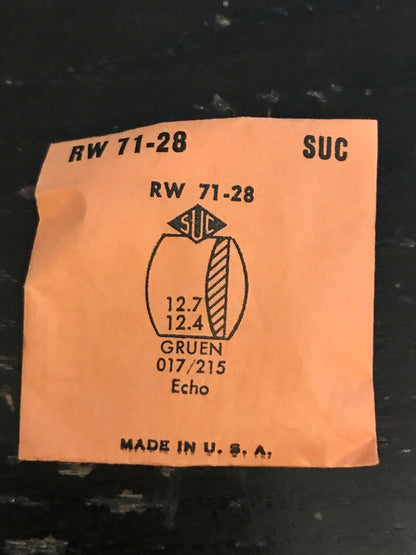 RW 71-28 SUC
RW 71-28
SUC
12.7
12.4
GRUEN
017/215
Echo
MADE IN U. S. A.